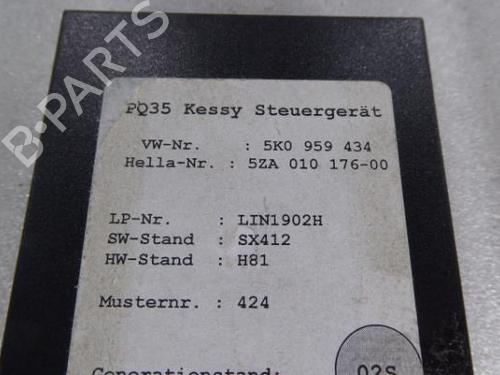 B-PARTS
PQ35 Kessy Steuergerät
VW-Nr. : 5K0 959 434
Hella-Nr. : 5ZA 010 176-00
LP-Nr. : LIN1902H
SW-Stand : SX412
HW-Stand : H81
Musternr. : 424
Generationstand: 02S